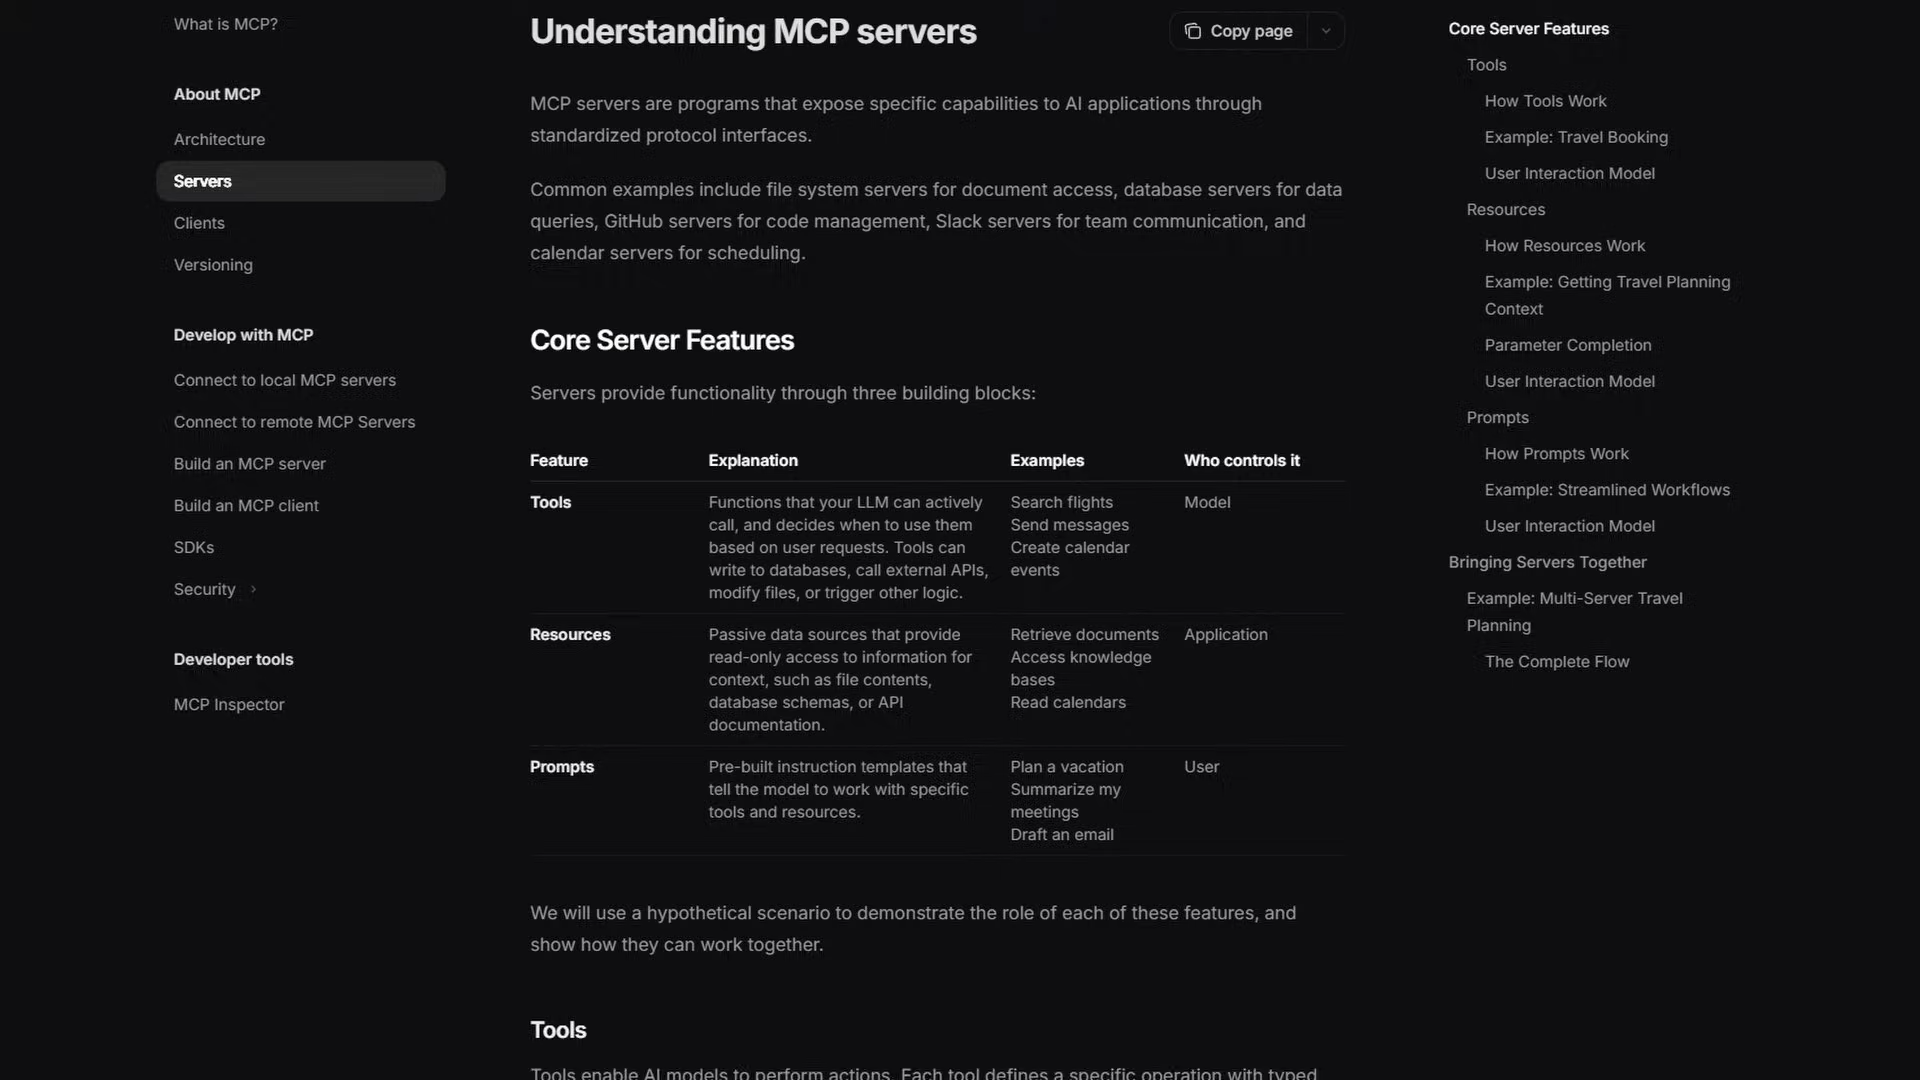 What is MCP?
About MCP
Architecture
Servers
Clients
Versioning
Develop with MCP
Connect to local MCP servers
Connect to remote MCP Servers
Build an MCP server
Build an MCP client
SDKs
Security
Developer tools
MCP Inspector
Understanding MCP servers
Copy page
MCP servers are programs that expose specific capabilities to AI applications through
standardized protocol interfaces.
Common examples include file system servers for document access, database servers for data
queries, GitHub servers for code management, Slack servers for team communication, and
calendar servers for scheduling.
Core Server Features
Servers provide functionality through three building blocks:
Feature Explanation Examples Who controls it
Tools
Functions that your LLM can actively
call, and decides when to use them
based on user requests. Tools can
write to databases, call external APIs,
modify files, or trigger other logic.
Search flights
Send messages
Create calendar
events
Model
Resources
Passive data sources that provide
read-only access to information for
context, such as file contents,
database schemas, or API
documentation.
Retrieve documents
Access knowledge
bases
Read calendars
Application
Prompts
Pre-built instruction templates that
tell the model to work with specific
tools and resources.
Plan a vacation
Summarize my
meetings
Draft an email
User
We will use a hypothetical scenario to demonstrate the role of each of these features, and
show how they can work together.
Tools
Tools enable AI models to perform actions. Each tool defines a specific operation with typed
Core Server Features
Tools
How Tools Work
Example: Travel Booking
User Interaction Model
Resources
How Resources Work
Example: Getting Travel Planning
Context
Parameter Completion
User Interaction Model
Prompts
How Prompts Work
Example: Streamlined Workflows
User Interaction Model
Bringing Servers Together
Example: Multi-Server Travel
Planning
The Complete Flow